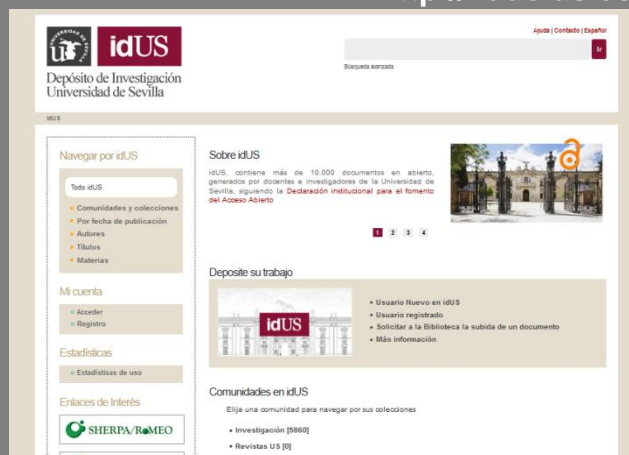 Ayuda | Contacto | Español
idUS
Ir
Búsqueda avanzada
Depósito de Investigación
Universidad de Sevilla
idUS
Navegar por idUS
Todo idUS
Comunidades y colecciones
Por fecha de publicación
Autores
Títulos
Materias
Mi cuenta
Acceder
Registro
Estadísticas
Estadísticas de uso
Enlaces de Interés
SHERPA/RoMEO
Sobre idUS
idUS, contiene más de 10.000 documentos en abierto,
generados por docentes e investigadores de la Universidad de
Sevilla, siguiendo la Declaración institucional para el fomento
del Acceso Abierto
1 2 3 4
Deposite su trabajo
idUS
Usuario Nuevo en idUS
Usuario registrado
Solicitar a la Biblioteca la subida de un documento
Más información
Comunidades en idUS
Elija una comunidad para navegar por sus colecciones
Investigación [5860]
Revistas US [0]